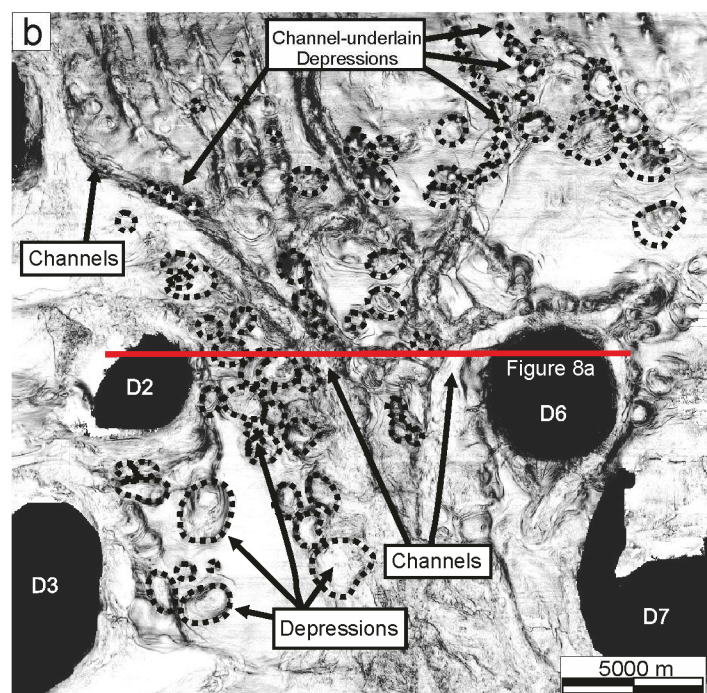 b
Channel-underlain
Depressions
Channels
Figure 8a
D2
D6
Channels
D3
D7
Depressions
5000 m